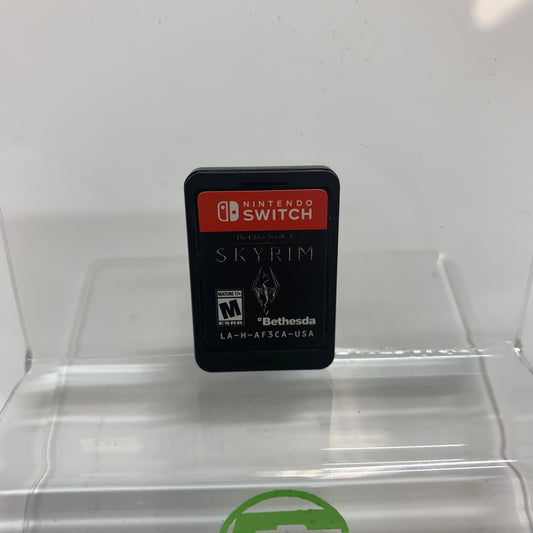 NINTENDO
SWITCH
The Elder Scrolls V
SKYRIM
MATURE 17+
M
ESRB
Bethesda
LA-H-AF3CA-USA